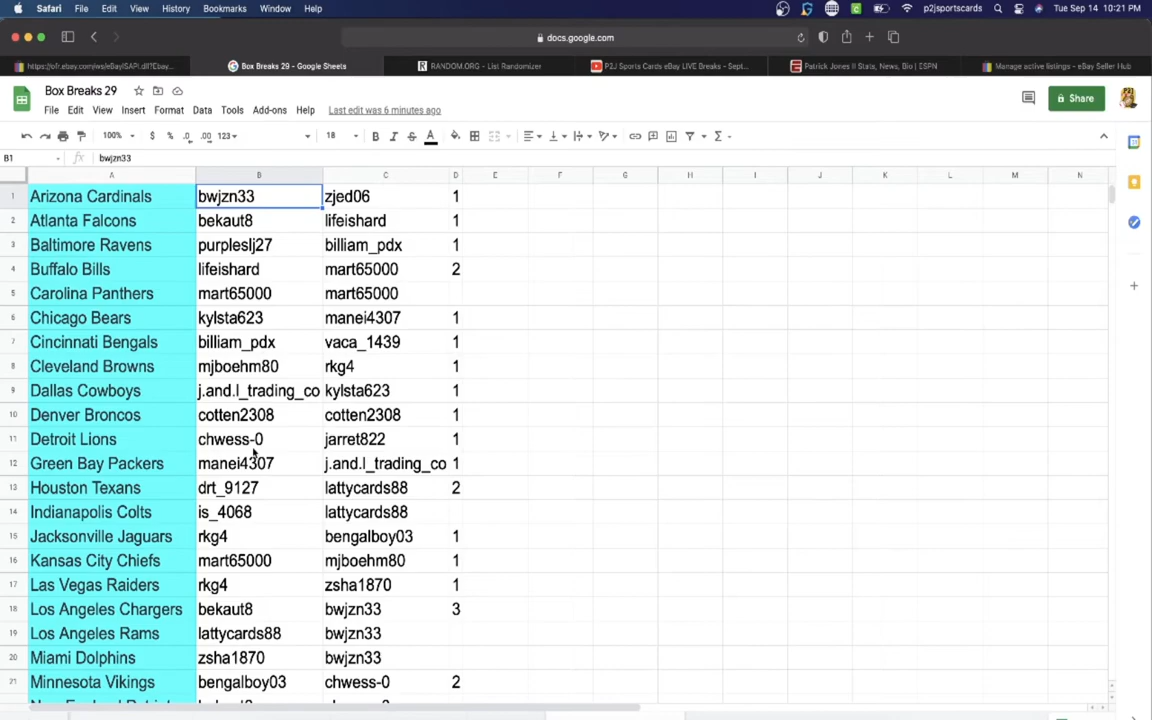 Safari File Edit View History Bookmarks Window Help p2jsportscards Tue Sep 14 10:21 PM
docs.google.com
https://ofr.ebay.com/ws/eBayISAPI.dll?Eba... Box Breaks 29 - Google Sheets RANDOM.ORG - List Randomizer P2J Sports Cards eBay LIVE Breaks - Sept... Patrick Jones II Stats, News, Bio | ESPN Manage active listings - eBay Seller Hub
Box Breaks 29
File Edit View Insert Format Data Tools Add-ons Help Last edit was 6 minutes ago Share
100% $ % .0 .00 123 18 B I S A
B1 fx bwjzn33
A B C D E F G H I J K L M N
1 Arizona Cardinals bwjzn33 zjed06 1
2 Atlanta Falcons bekaut8 lifeishard 1
3 Baltimore Ravens purpleslj27 billiam_pdx 1
4 Buffalo Bills lifeishard mart65000 2
5 Carolina Panthers mart65000 mart65000
6 Chicago Bears kylsta623 manei4307 1
7 Cincinnati Bengals billiam_pdx vaca_1439 1
8 Cleveland Browns mjboehm80 rkg4 1
9 Dallas Cowboys j.and.l_trading_co kylsta623 1
10 Denver Broncos cotten2308 cotten2308 1
11 Detroit Lions chwess-0 jarret822 1
12 Green Bay Packers manei4307 j.and.l_trading_co 1
13 Houston Texans drt_9127 lattycards88 2
14 Indianapolis Colts is_4068 lattycards88
15 Jacksonville Jaguars rkg4 bengalboy03 1
16 Kansas City Chiefs mart65000 mjboehm80 1
17 Las Vegas Raiders rkg4 zsha1870 1
18 Los Angeles Chargers bekaut8 bwjzn33 3
19 Los Angeles Rams lattycards88 bwjzn33
20 Miami Dolphins zsha1870 bwjzn33
21 Minnesota Vikings bengalboy03 chwess-0 2